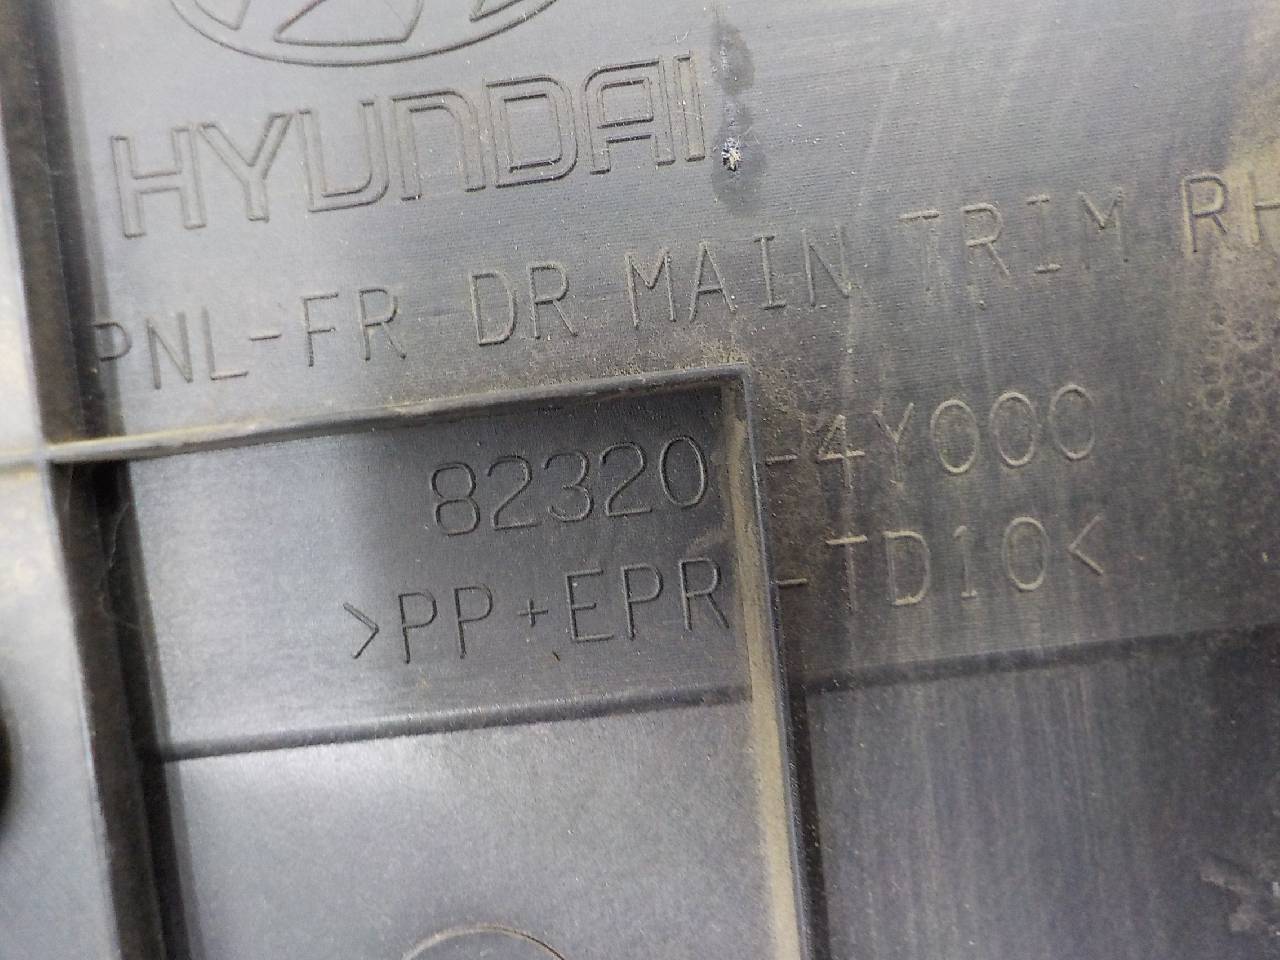 HYUNDAI
PNL-FR DR MAIN TRIM RH
82320-4Y000
>PP+EPR-TD10<